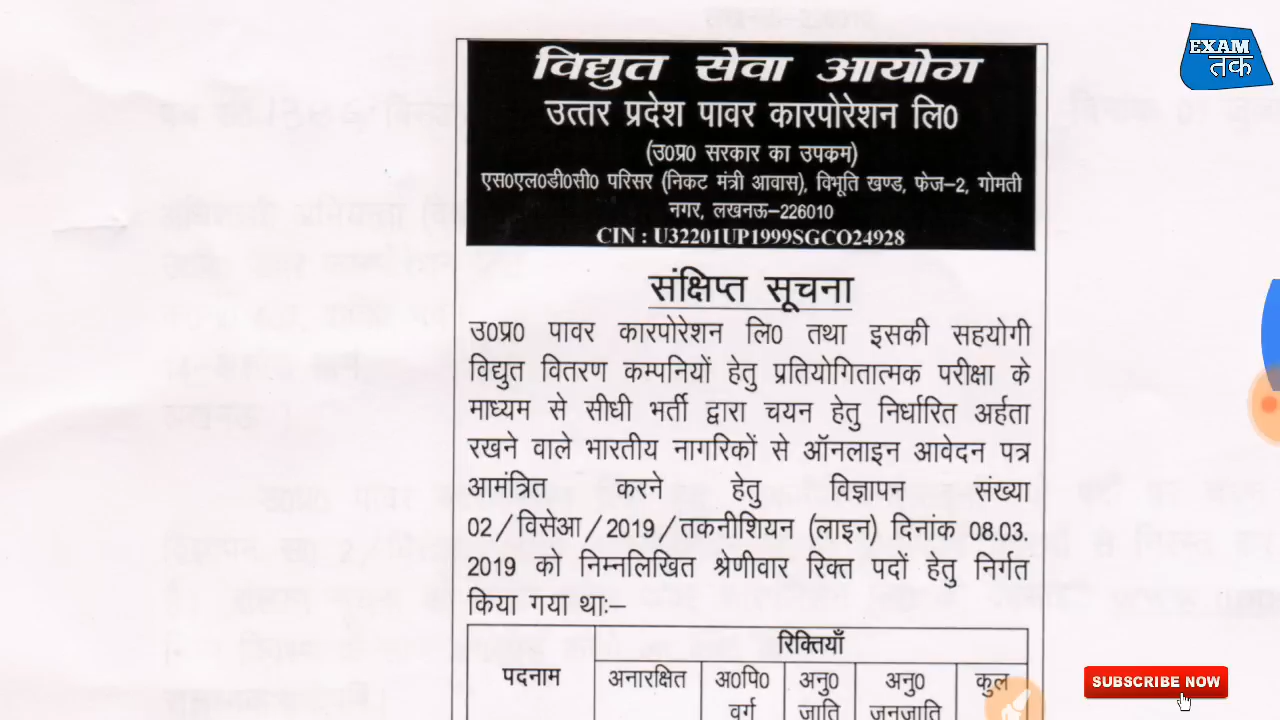 EXAM
तक
विद्युत सेवा आयोग
उत्तर प्रदेश पावर कारपोरेशन लि0
(उ0प्र0 सरकार का उपकम)
एस0एल0डी0सी0 परिसर (निकट मंत्री आवास), विभूति खण्ड, फेज-2, गोमती
नगर, लखनऊ-226010
CIN : U32201UP1999SGCO24928
संक्षिप्त सूचना
उ0प्र0 पावर कारपोरेशन लि0 तथा इसकी सहयोगी
विद्युत वितरण कम्पनियों हेतु प्रतियोगितात्मक परीक्षा के
माध्यम से सीधी भर्ती द्वारा चयन हेतु निर्धारित अर्हता
रखने वाले भारतीय नागरिकों से ऑनलाइन आवेदन पत्र
आमंत्रित करने हेतु विज्ञापन संख्या
02/विसेआ/2019/तकनीशियन (लाइन) दिनांक 08.03.
2019 को निम्नलिखित श्रेणीवार रिक्त पदों हेतु निर्गत
किया गया थाः–
रिक्तियाँ
पदनाम अनारक्षित अ0पि0 अनु0 अनु0 कुल
वर्ग जाति जनजाति
SUBSCRIBE NOW